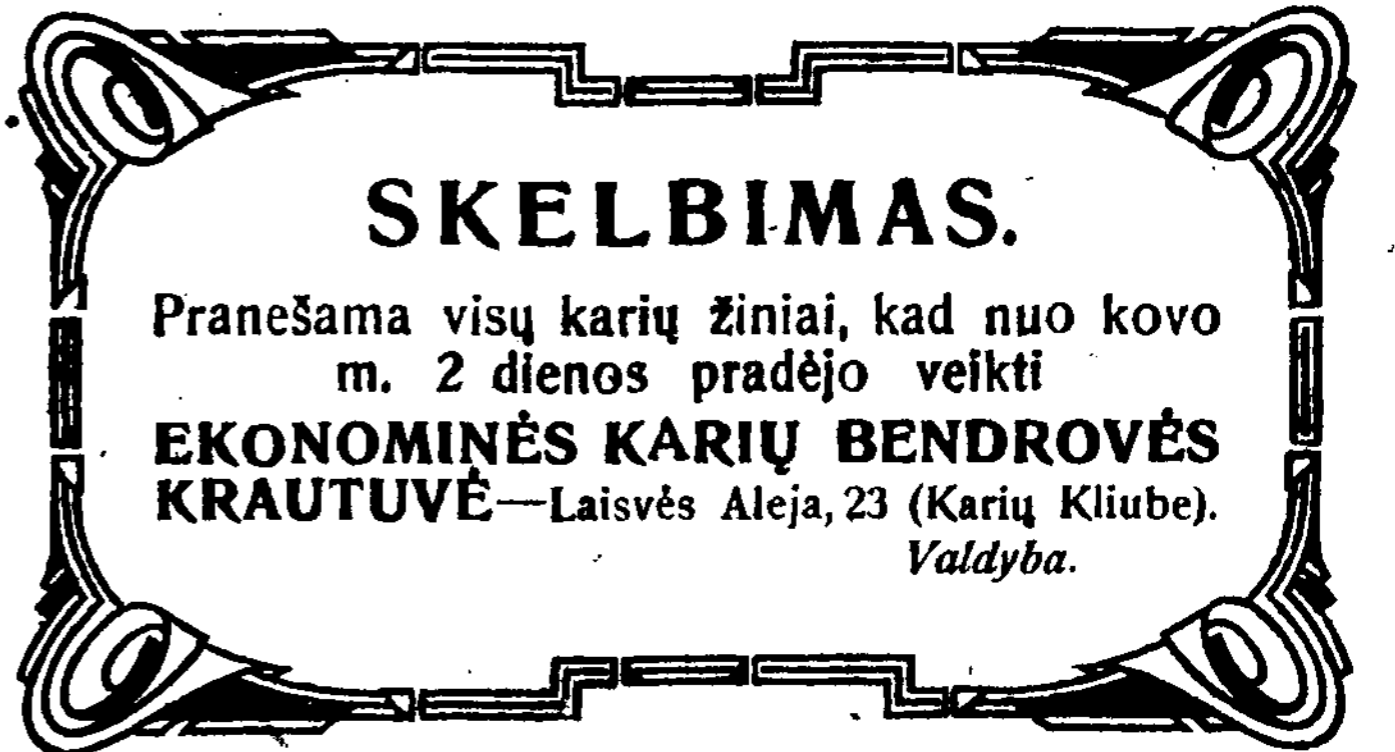 SKELBIMAS.
Pranešama visų karių žiniai, kad nuo kovo
m. 2 dienos pradėjo veikti
EKONOMINĖS KARIŲ BENDROVĖS
KRAUTUVĖ—Laisvės Aleja, 23 (Karių Kliube).
Valdyba.